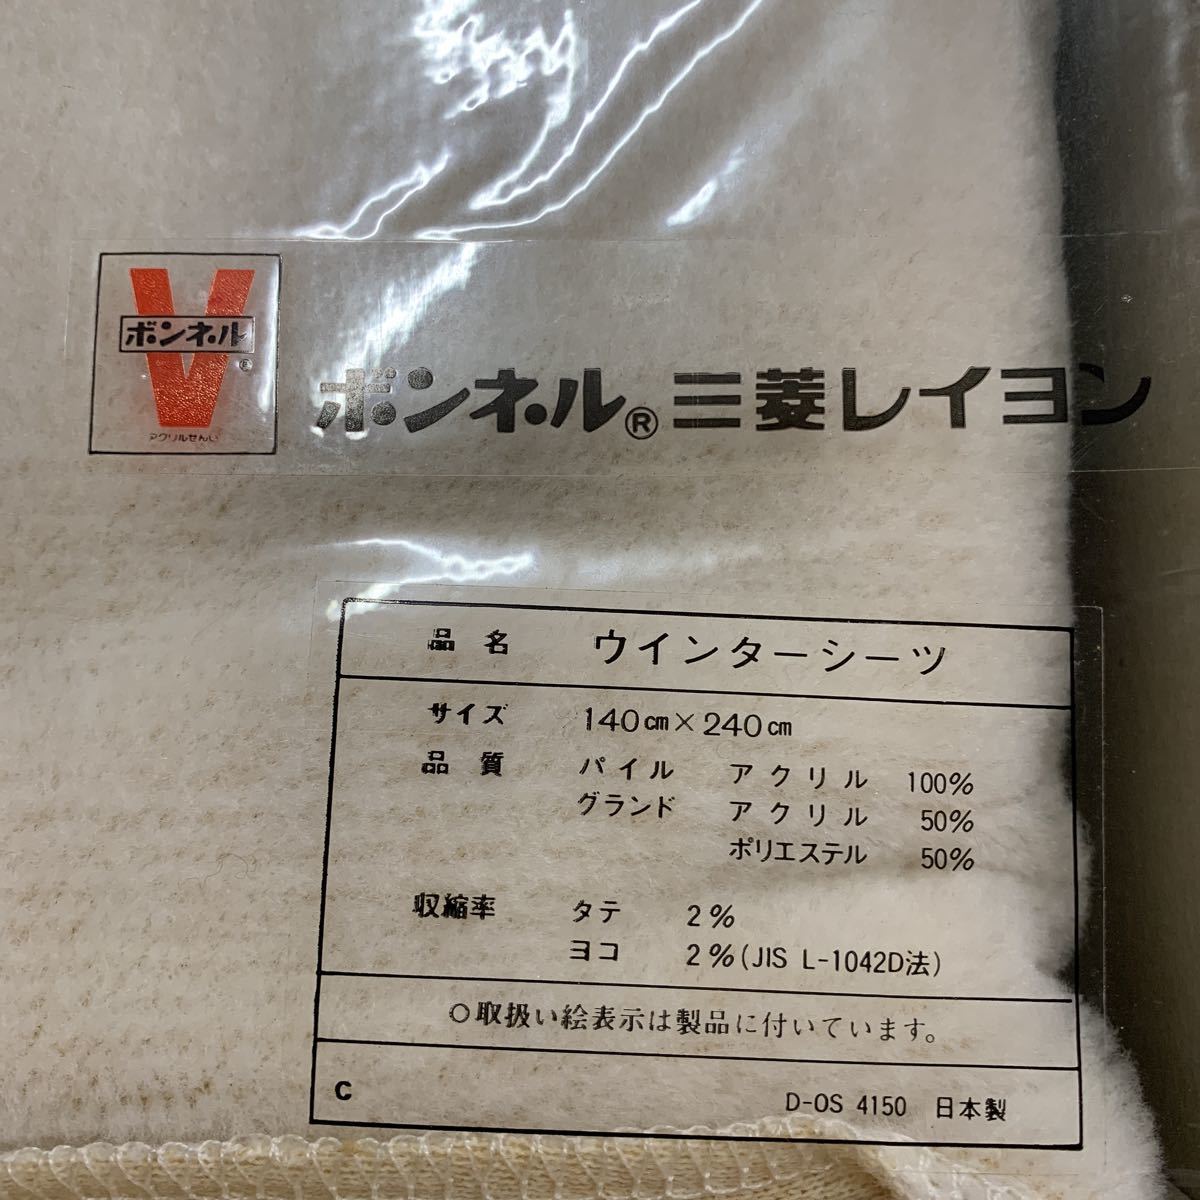 ボンネル
®
アクリルせんい
ボンネル®三菱レイヨン
品名 ウインターシーツ
サイズ 140㎝×240㎝
品質 パイル アクリル 100%
グランド アクリル 50%
ポリエステル 50%
収縮率 タテ 2%
ヨコ 2%(JIS L-1042D法)
○取扱い絵表示は製品に付いています。
C D-OS 4150 日本製